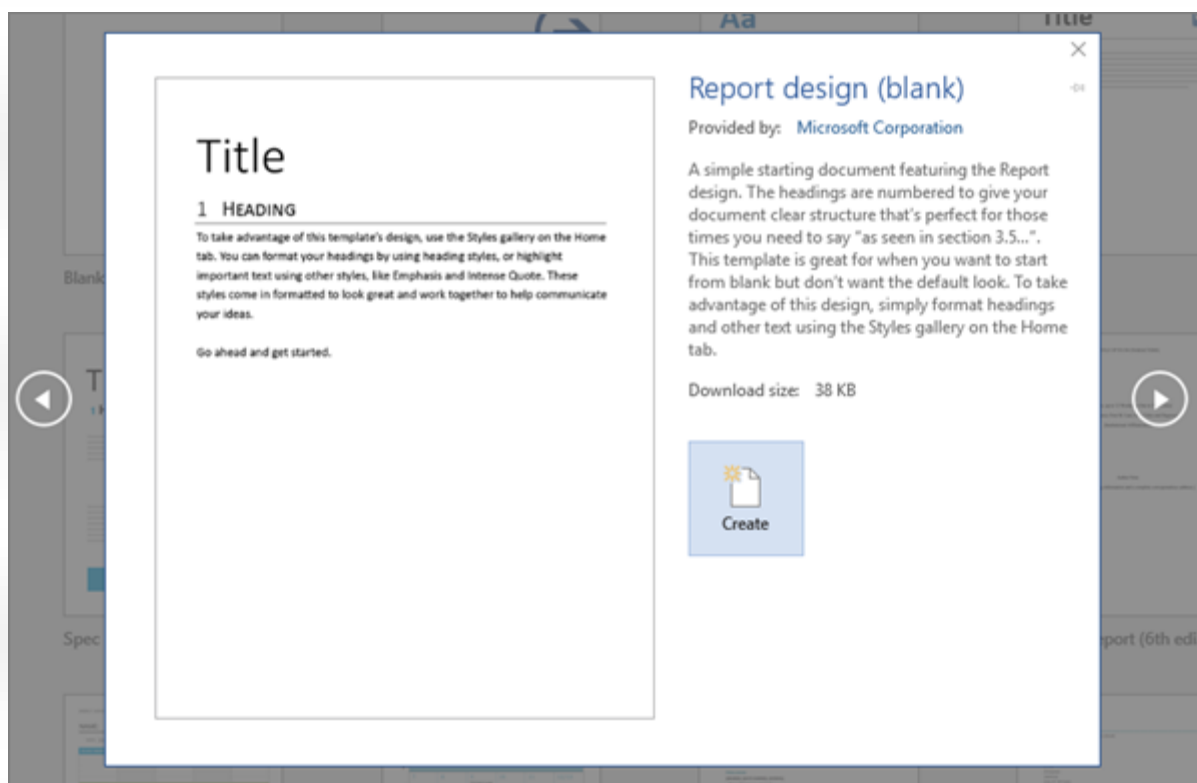 Aa
Title
Report design (blank)
Provided by: Microsoft Corporation
A simple starting document featuring the Report
design. The headings are numbered to give your
document clear structure that's perfect for those
times you need to say "as seen in section 3.5...".
This template is great for when you want to start
from blank but don't want the default look. To take
advantage of this design, simply format headings
and other text using the Styles gallery on the Home
tab.
Download size: 38 KB
Create
Title
1 HEADING
To take advantage of this template's design, use the Styles gallery on the Home
tab. You can format your headings by using heading styles, or highlight
important text using other styles, like Emphasis and Intense Quote. These
styles come in formatted to look great and work together to help communicate
your ideas.
Go ahead and get started.
Blank
Spec
port (6th edi